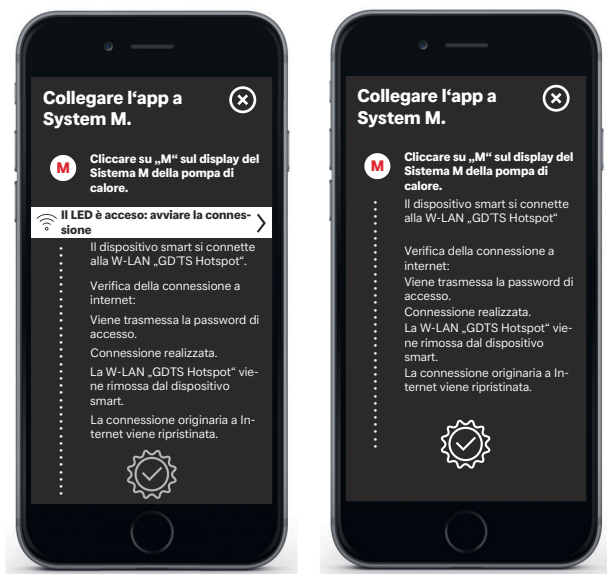 Collegare l‘app a
System M.
M
Cliccare su „M“ sul display del
Sistema M della pompa di
calore.
Il LED è acceso: avviare la connes-
sione
Il dispositivo smart si connette
alla W-LAN „GD'TS Hotspot“.
Verifica della connessione a
internet:
Viene trasmessa la password di
accesso.
Connessione realizzata.
La W-LAN „GDTS Hotspot“ vie-
ne rimossa dal dispositivo
smart.
La connessione originaria a In-
ternet viene ripristinata.
Collegare l‘app a
System M.
M
Cliccare su „M“ sul display del
Sistema M della pompa di
calore.
Il dispositivo smart si connette
alla W-LAN „GD'TS Hotspot“
Verifica della connessione a
internet:
Viene trasmessa la password di
accesso.
Connessione realizzata.
La W-LAN „GDTS Hotspot“ vie-
ne rimossa dal dispositivo
smart.
La connessione originaria a In-
ternet viene ripristinata.